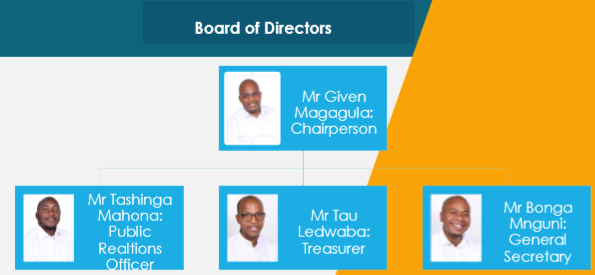 Board of Directors
Mr Given
Magagula:
Chairperson
Mr Tashinga
Mahona:
Public
Realtions
Officer
Mr Tau
Ledwaba:
Treasurer
Mr Bonga
Mnguni:
General
Secretary